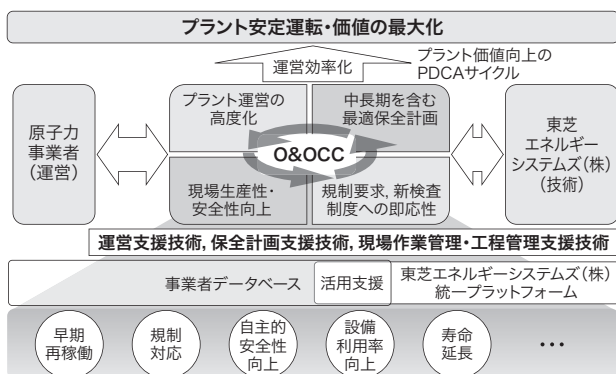 プラント安定運転・価値の最大化
運営効率化
プラント価値向上の
PDCAサイクル
原子力
事業者
(運営)
プラント運営の
高度化
中長期を含む
最適保全計画
O&OCC
現場生産性・
安全性向上
規制要求, 新検査
制度への即応性
東芝
エネルギー
システムズ(株)
(技術)
運営支援技術, 保全計画支援技術, 現場作業管理・工程管理支援技術
事業者データベース
活用支援
東芝エネルギーシステムズ(株)
統一プラットフォーム
早期
再稼働
規制
対応
自主的
安全性
向上
設備
利用率
向上
寿命
延長
…